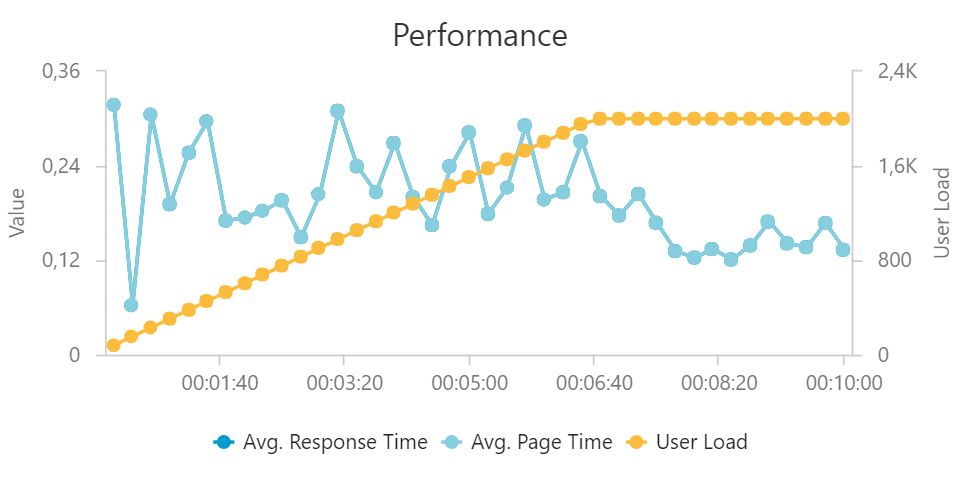 Performance
0,36
0,24
0,12
0
Value
2,4K
1,6K
800
0
User Load
00:01:40 00:03:20 00:05:00 00:06:40 00:08:20 00:10:00
Avg. Response Time Avg. Page Time User Load